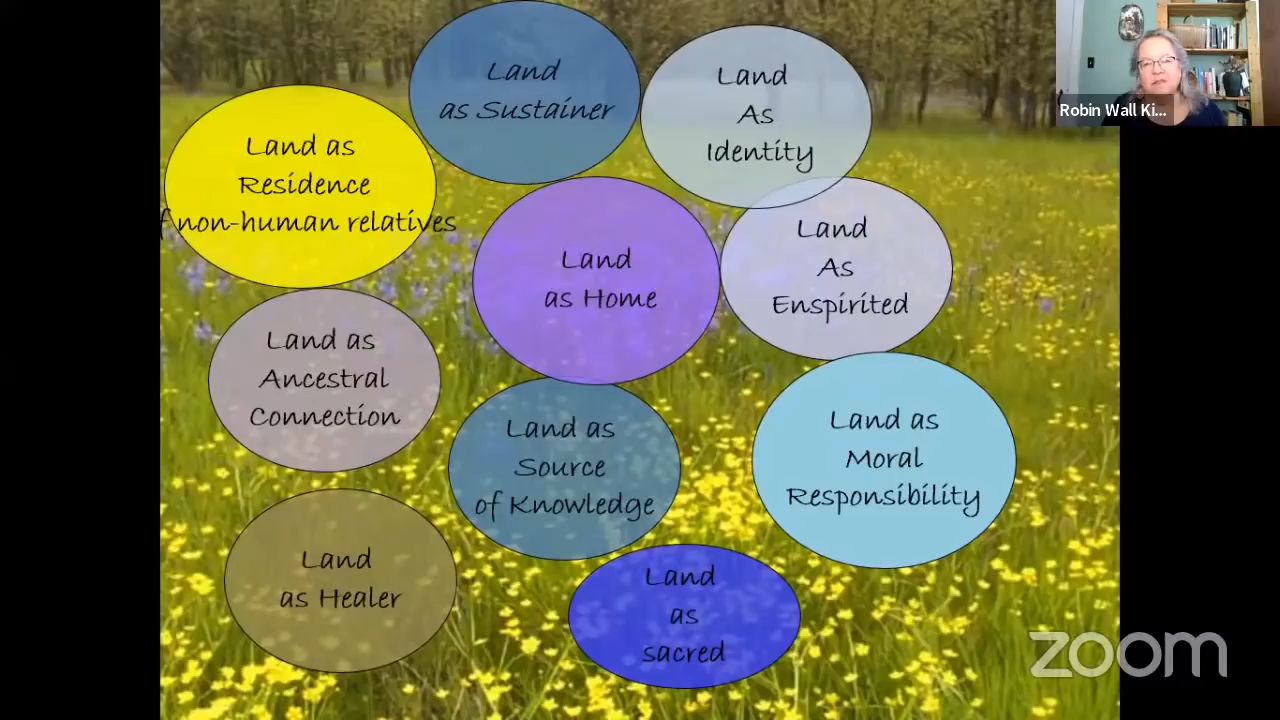 Land
as Sustainer
Land
As
Identity
Robin Wall Ki...
Land as
Residence
f non-human relatives
Land
as Home
Land
As
Enspirited
Land as
Ancestral
Connection
Land as
Source
of Knowledge
Land as
Moral
Responsibility
Land
as Healer
Land
as
sacred
zoom